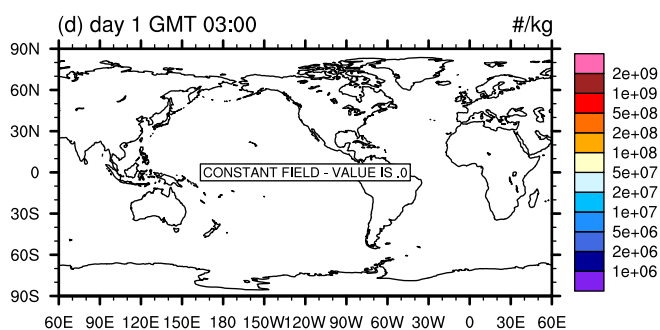 (d) day 1 GMT 03:00 #/kg
90N
60N
30N
0
30S
60S
90S
CONSTANT FIELD - VALUE IS .0
60E 90E 120E 150E 180 150W 120W 90W 60W 30W 0 30E 60E
2e+09
1e+09
5e+08
2e+08
1e+08
5e+07
2e+07
1e+07
5e+06
2e+06
1e+06